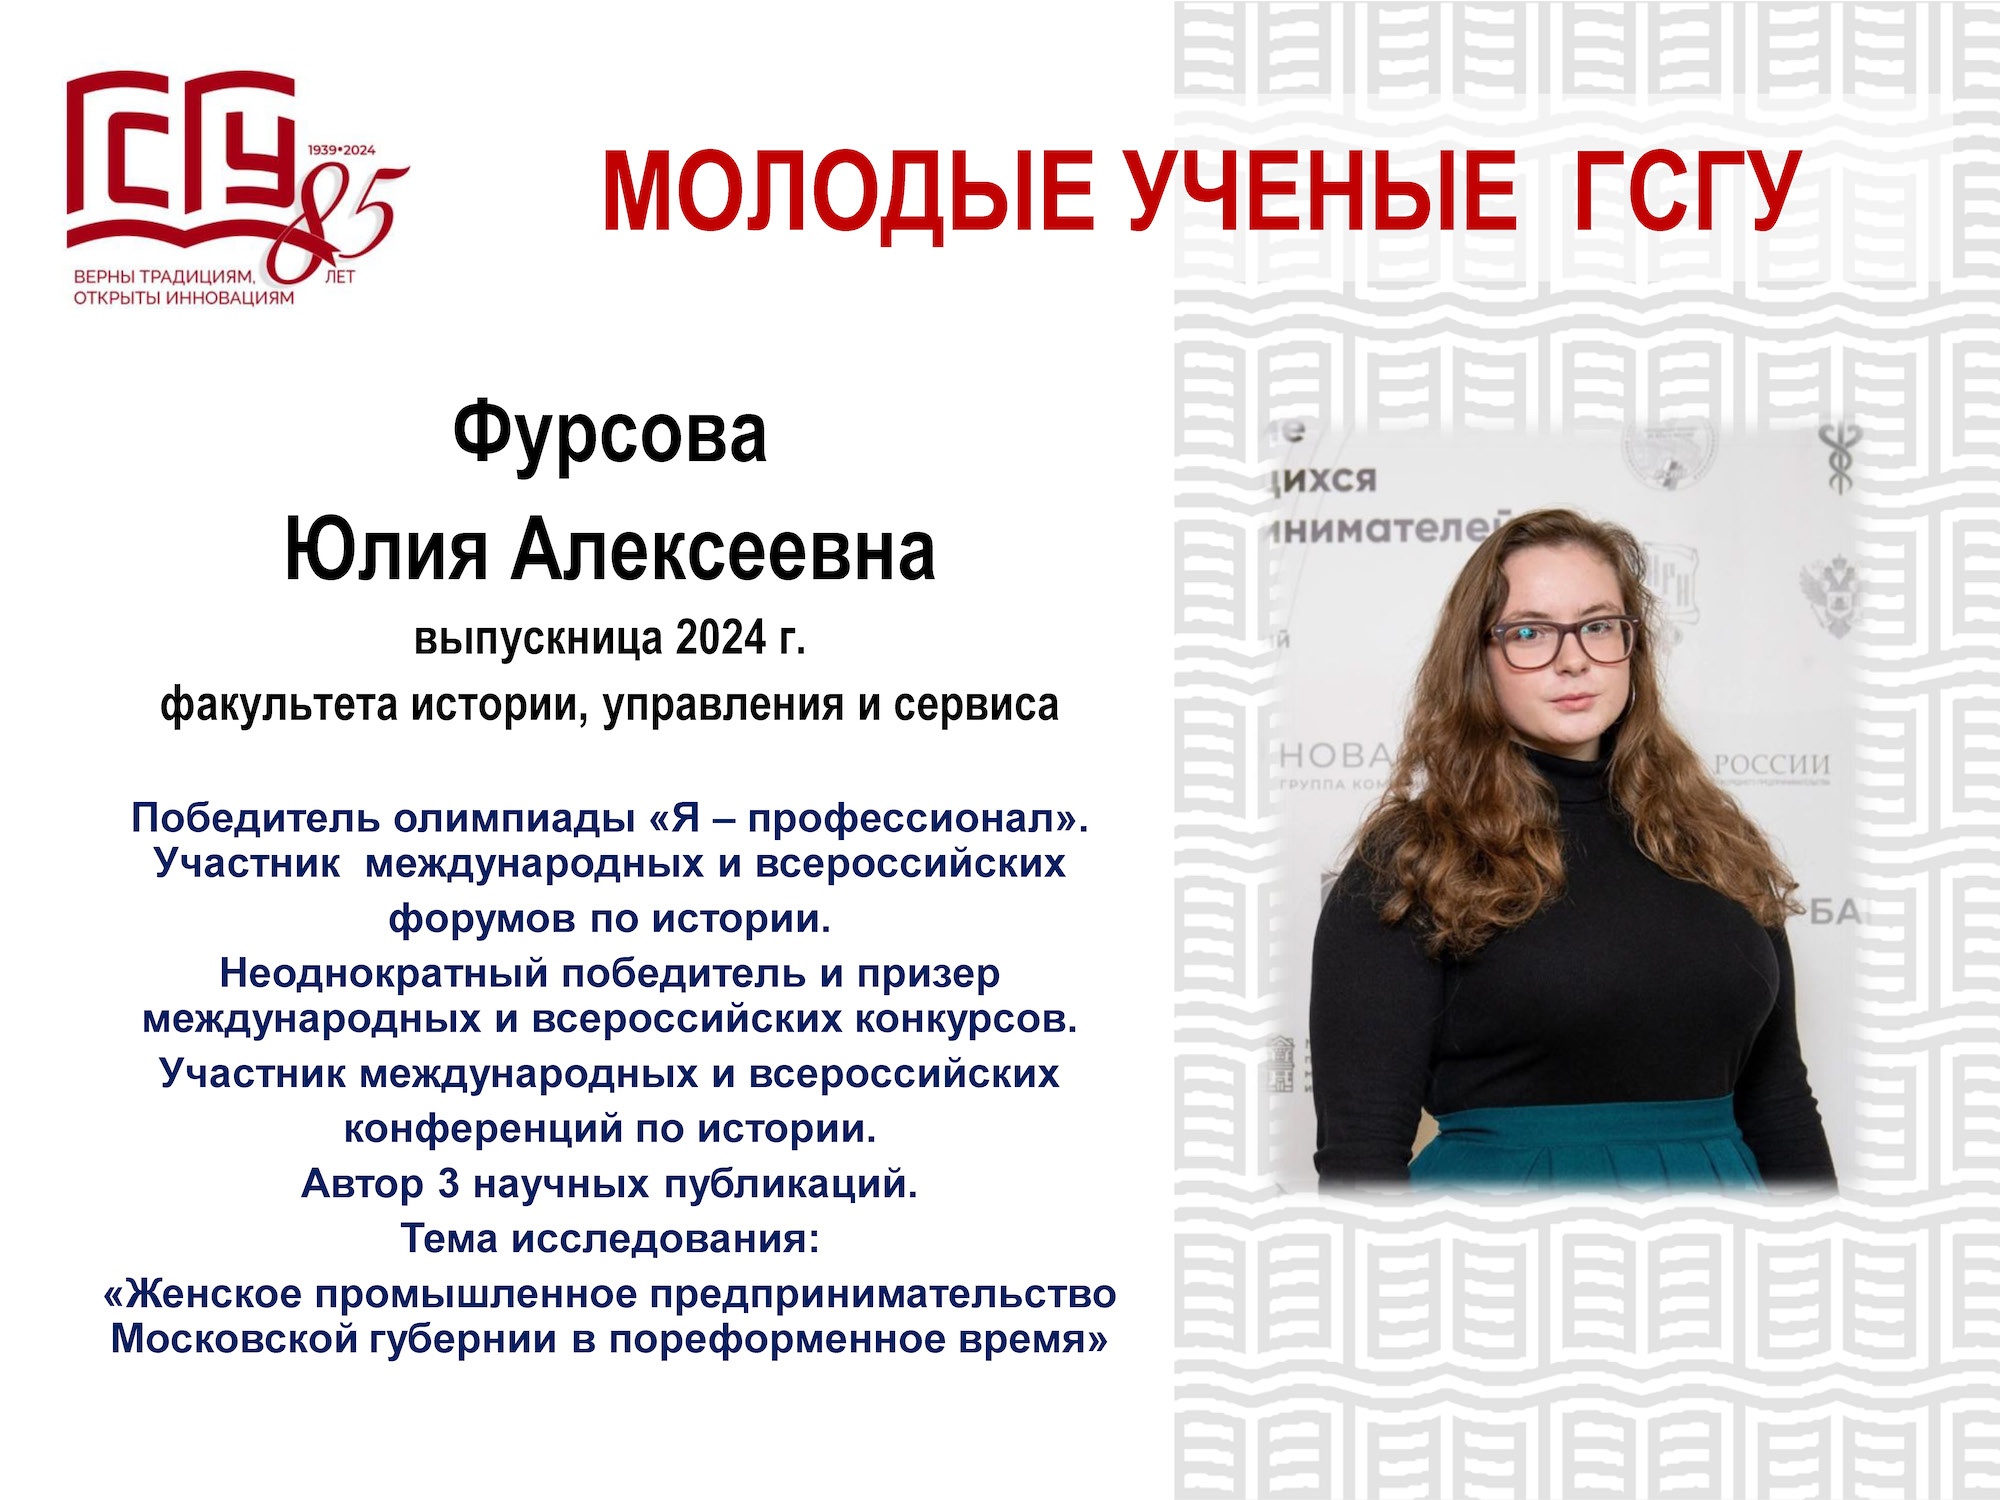 ГСГУ
1939•2024
85
ВЕРНЫ ТРАДИЦИЯМ, ЛЕТ
ОТКРЫТЫ ИННОВАЦИЯМ
МОЛОДЫЕ УЧЕНЫЕ ГСГУ
Фурсова
Юлия Алексеевна
выпускница 2024 г.
факультета истории, управления и сервиса
Победитель олимпиады «Я – профессионал».
Участник международных и всероссийских
форумов по истории.
Неоднократный победитель и призер
международных и всероссийских конкурсов.
Участник международных и всероссийских
конференций по истории.
Автор 3 научных публикаций.
Тема исследования:
«Женское промышленное предпринимательство
Московской губернии в пореформенное время»
ие
щихся
инимателей
НОВА
ГРУППА КОМ
РОССИИ
БА